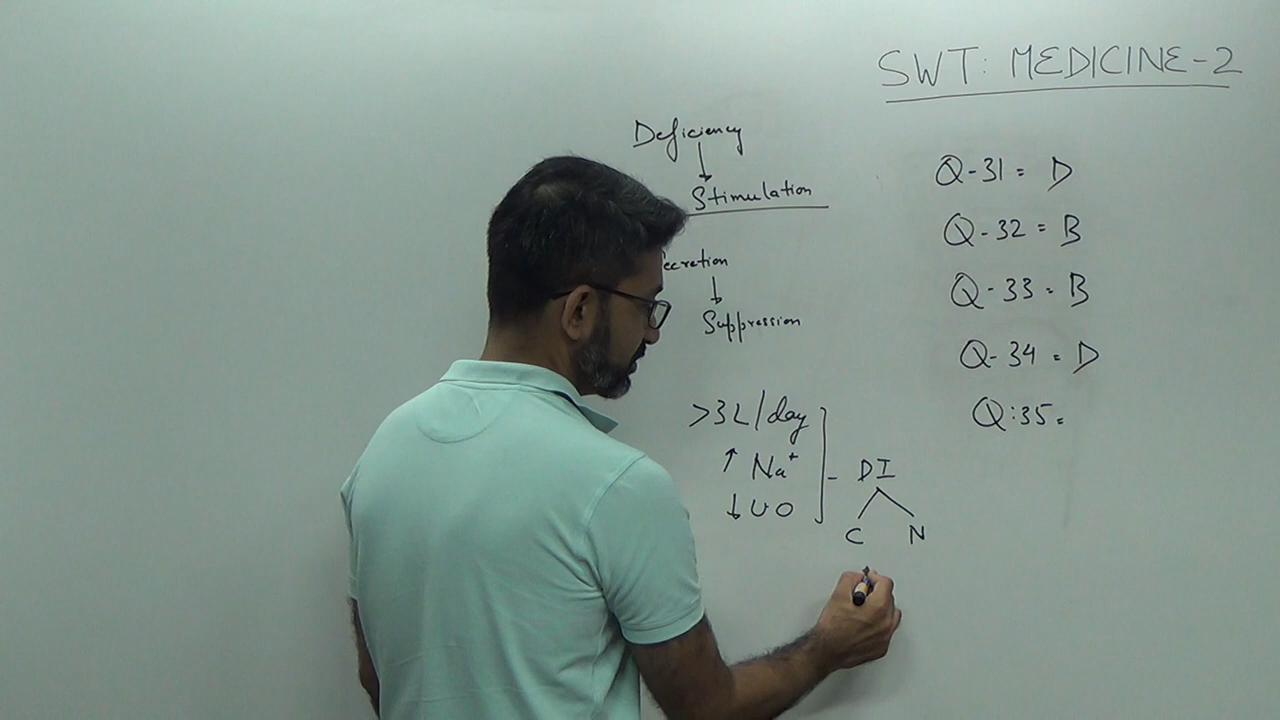 SWT: MEDICINE-2
Deficiency
↓
Stimulation
ecretion
↓
Suppression
>3L/day
↑ Na⁺
↓UO
- DI
C N
Q-31 = D
Q-32 = B
Q-33 = B
Q-34 = D
Q:35 =